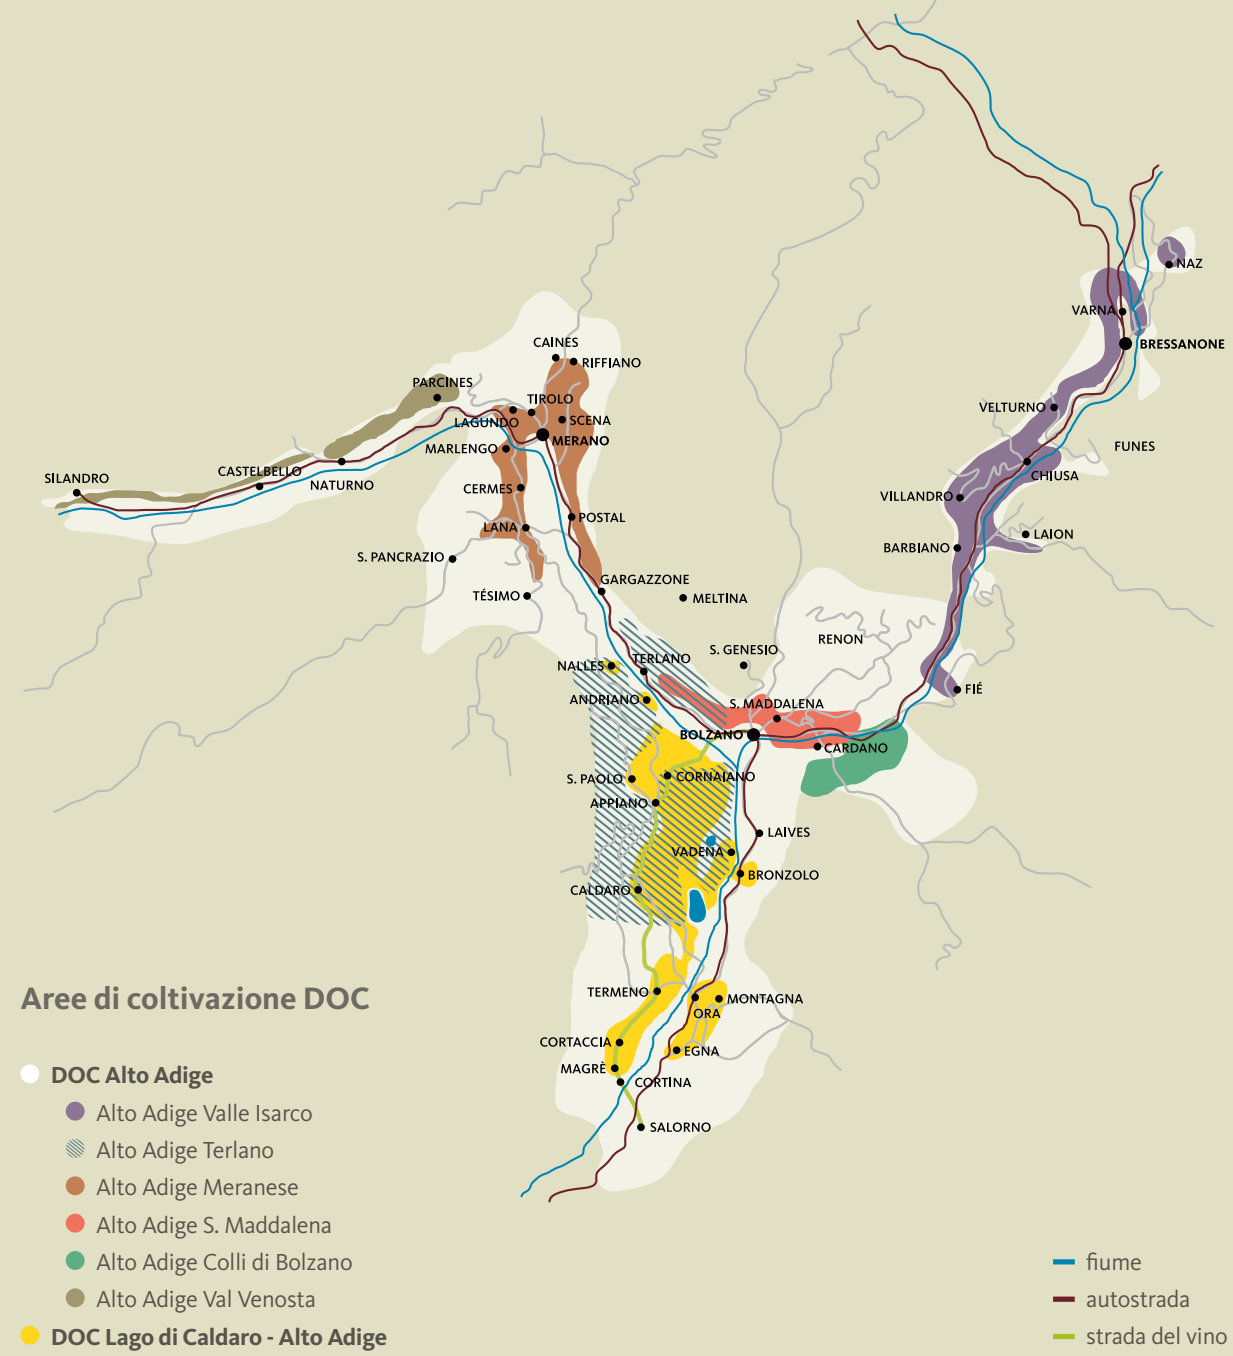 NAZ
VARNA
BRESSANONE
CAINES
RIFFIANO
PARCINES
TIROLO
VELTURNO
LAGUNDO
SCENA
MERANO
MARLENGO
FUNES
SILANDRO
CASTELBELLO
NATURNO
CHIUSA
CERMES
VILLANDRO
POSTAL
LANA
LAION
BARBIANO
S. PANCRAZIO
GARGAZZONE
TÉSIMO
MELTINA
RENON
S. GENESIO
NALLES
TERLANO
FIÉ
ANDRIANO
S. MADDALENA
BOLZANO
CARDANO
S. PAOLO
CORNAIANO
APPIANO
LAIVES
VADENA
BRONZOLO
CALDARO
TERMENO
MONTAGNA
ORA
CORTACCIA
EGNA
MAGRÈ
CORTINA
SALORNO
Aree di coltivazione DOC
DOC Alto Adige
Alto Adige Valle Isarco
Alto Adige Terlano
Alto Adige Meranese
Alto Adige S. Maddalena
Alto Adige Colli di Bolzano
Alto Adige Val Venosta
DOC Lago di Caldaro - Alto Adige
fiume
autostrada
strada del vino